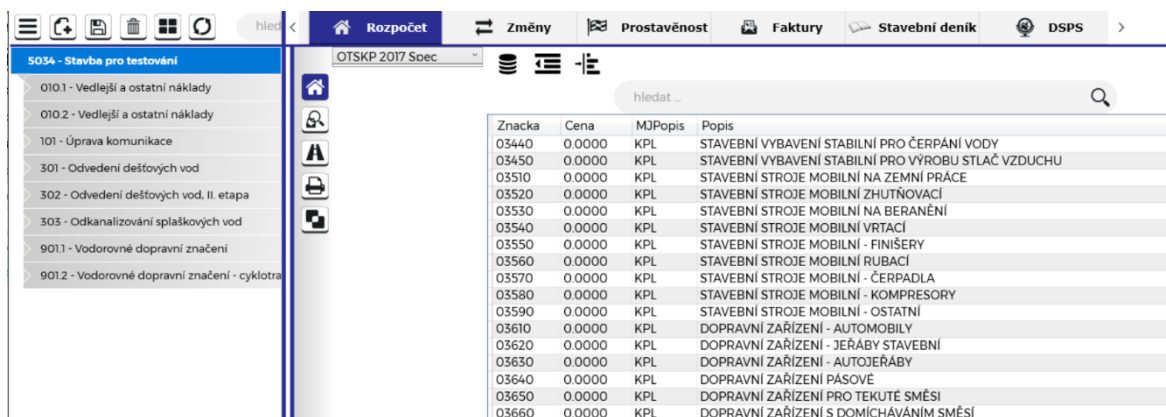 hled
Rozpočet
Změny
Prostavěnost
Faktury
Stavební deník
DSPS
5034 - Stavba pro testování
010.1 - Vedlejší a ostatní náklady
010.2 - Vedlejší a ostatní náklady
101 - Úprava komunikace
301 - Odvedení dešťových vod
302 - Odvedení dešťových vod, II. etapa
303 - Odkanalizování splaškových vod
901.1 - Vodorovné dopravní značení
901.2 - Vodorovné dopravní značení - cyklotra
OTSKP 2017 Spec
hledat ...
Znacka Cena MJPopis Popis
03440 0.0000 KPL STAVEBNÍ VYBAVENÍ STABILNÍ PRO ČERPÁNÍ VODY
03450 0.0000 KPL STAVEBNÍ VYBAVENÍ STABILNÍ PRO VÝROBU STLAČ VZDUCHU
03510 0.0000 KPL STAVEBNÍ STROJE MOBILNÍ NA ZEMNÍ PRÁCE
03520 0.0000 KPL STAVEBNÍ STROJE MOBILNÍ ZHUTŇOVACÍ
03530 0.0000 KPL STAVEBNÍ STROJE MOBILNÍ NA BERANĚNÍ
03540 0.0000 KPL STAVEBNÍ STROJE MOBILNÍ VRTACÍ
03550 0.0000 KPL STAVEBNÍ STROJE MOBILNÍ - FINIŠERY
03560 0.0000 KPL STAVEBNÍ STROJE MOBILNÍ RUBACÍ
03570 0.0000 KPL STAVEBNÍ STROJE MOBILNÍ - ČERPADLA
03580 0.0000 KPL STAVEBNÍ STROJE MOBILNÍ - KOMPRESORY
03590 0.0000 KPL STAVEBNÍ STROJE MOBILNÍ - OSTATNÍ
03610 0.0000 KPL DOPRAVNÍ ZAŘÍZENÍ - AUTOMOBILY
03620 0.0000 KPL DOPRAVNÍ ZAŘÍZENÍ - JEŘÁBY STAVEBNÍ
03630 0.0000 KPL DOPRAVNÍ ZAŘÍZENÍ - AUTOJEŘÁBY
03640 0.0000 KPL DOPRAVNÍ ZAŘÍZENÍ PÁSOVÉ
03650 0.0000 KPL DOPRAVNÍ ZAŘÍZENÍ PRO TEKUTÉ SMĚSI
03660 0.0000 KPL DOPRAVNÍ ZAŘÍZENÍ S DOMÍCHÁVÁNÍM SMĚSÍ